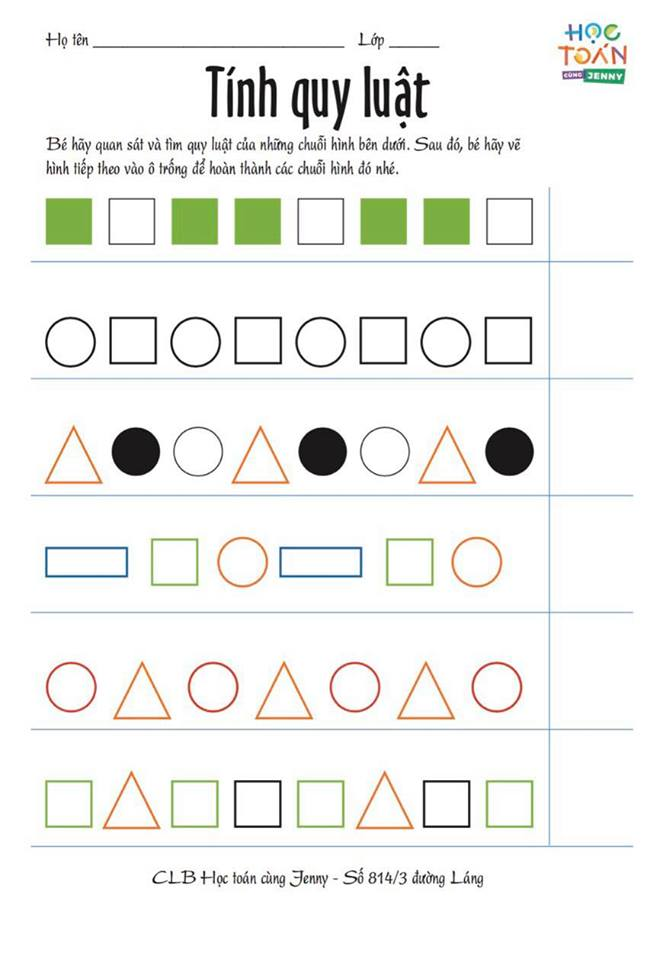 Họ tên ______________________________ Lớp ______
HỌC
TOÁN
CÙNG JENNY
Tính quy luật
Bé hãy quan sát và tìm quy luật của những chuỗi hình bên dưới. Sau đó, bé hãy vẽ
hình tiếp theo vào ô trống để hoàn thành các chuỗi hình đó nhé.
CLB Học toán cùng Jenny - Số 814/3 đường Láng